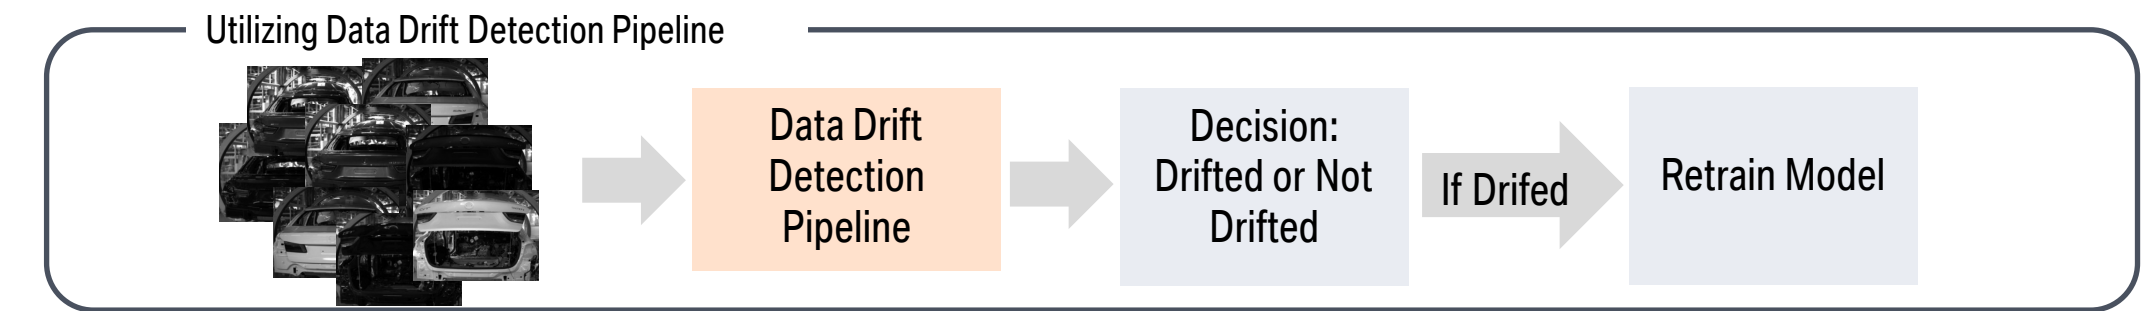 Utilizing Data Drift Detection Pipeline
Data Drift
Detection
Pipeline
Decision:
Drifted or Not
Drifted
If Drifed
Retrain Model